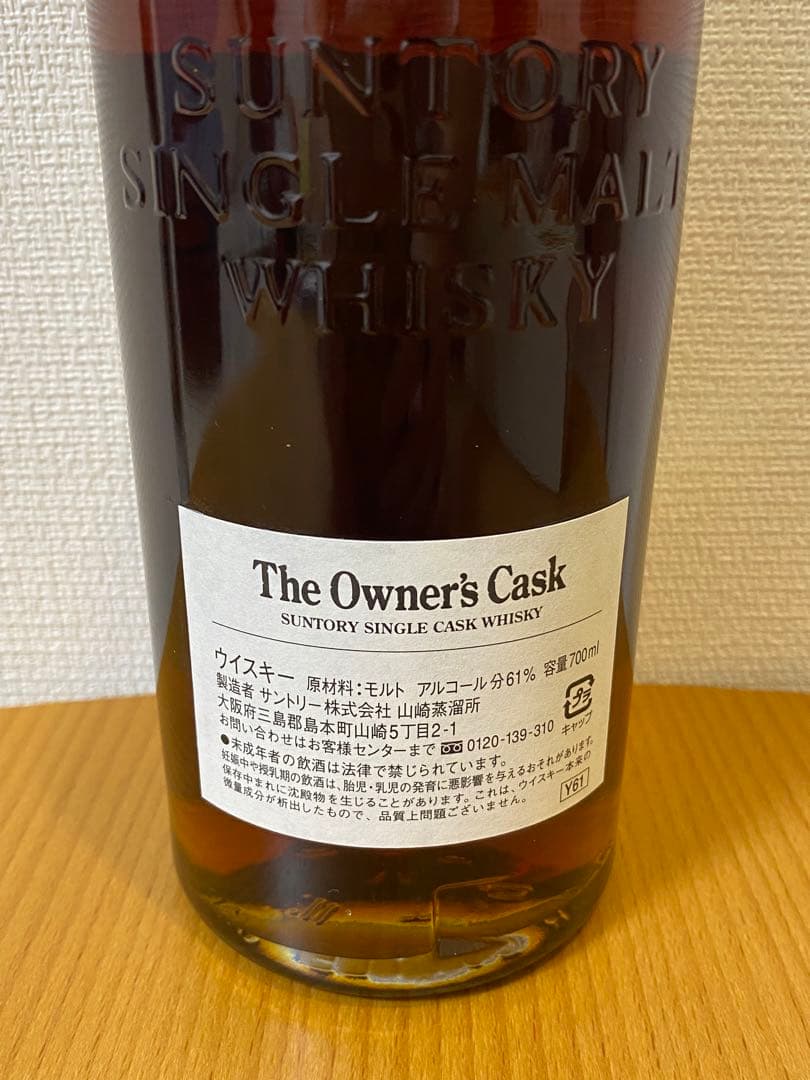 SUNTORY
SINGLE MALT
WHISKY
The Owner's Cask
SUNTORY SINGLE CASK WHISKY
ウイスキー 原材料:モルト アルコール分61% 容量700ml
製造者 サントリー株式会社 山崎蒸溜所
大阪府三島郡島本町山崎5丁目2-1
お問い合わせはお客様センターまで 0120-139-310
プラ
キャップ
●未成年者の飲酒は法律で禁じられています。
妊娠中や授乳期の飲酒は、胎児・乳児の発育に悪影響を与えるおそれがあります。
保存中まれに沈殿物を生じることがあります。これは、ウイスキー本来の
微量成分が析出したもので、品質上問題ございません。
Y61